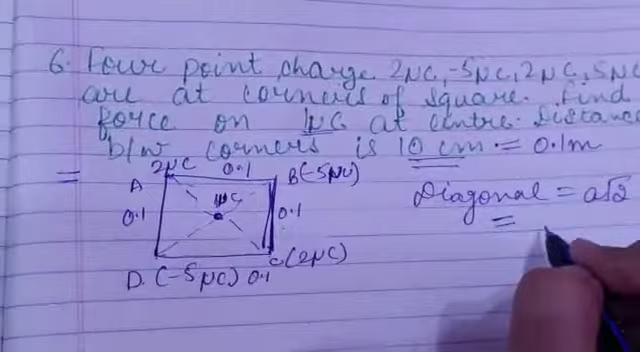 6. Four point charge 2μC, -5μC, 2μC, 5μC
are at corners of square. Find
force on 1μC at centre. Distance
b/w corners is 10 cm = 0.1m
=
2μC 0.1
A B(-5μC)
1μC
0.1 0.1
Diagonal = a√2
=
C(2μC)
D. (-5μC) 0.1